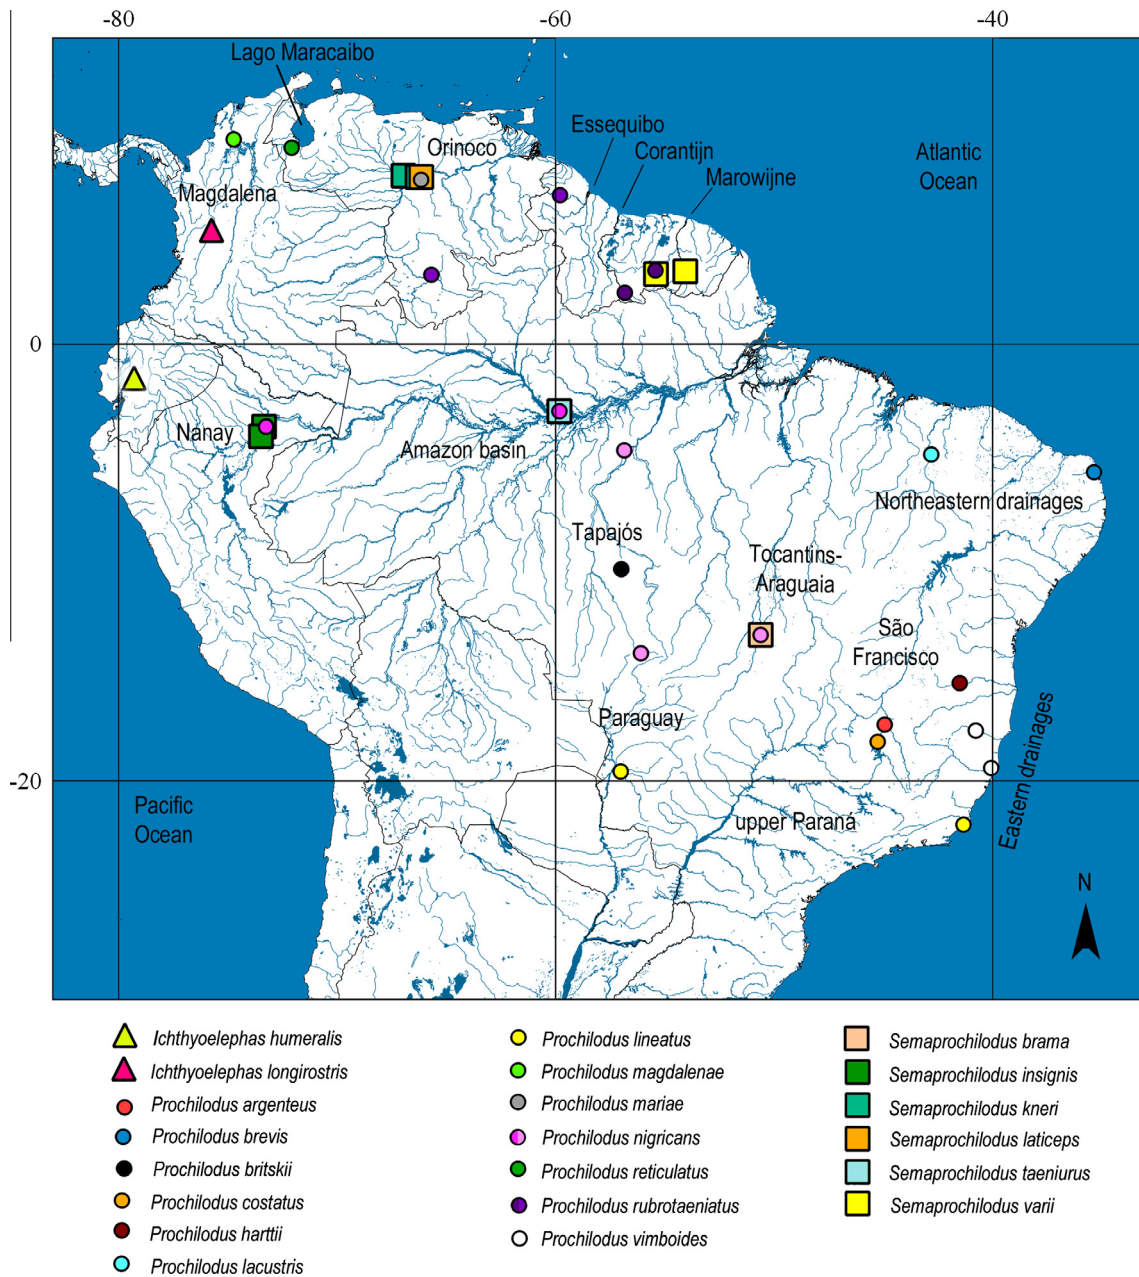 -80
-60
-40
Lago Maracaibo
Essequibo
Orinoco
Corantijn
Atlantic
Ocean
Marowijne
Magdalena
0
Nanay
Amazon basin
Northeastern drainages
Tapajós
Tocantins-
Araguaia
São
Francisco
Paraguay
Eastern drainages
-20
Pacific
Ocean
upper Paraná
N
Ichthyoelephas humeralis
Ichthyoelephas longirostris
Prochilodus argenteus
Prochilodus brevis
Prochilodus britskii
Prochilodus costatus
Prochilodus harttii
Prochilodus lacustris
Prochilodus lineatus
Prochilodus magdalenae
Prochilodus mariae
Prochilodus nigricans
Prochilodus reticulatus
Prochilodus rubrotaeniatus
Prochilodus vimboides
Semaprochilodus brama
Semaprochilodus insignis
Semaprochilodus kneri
Semaprochilodus laticeps
Semaprochilodus taeniurus
Semaprochilodus varii